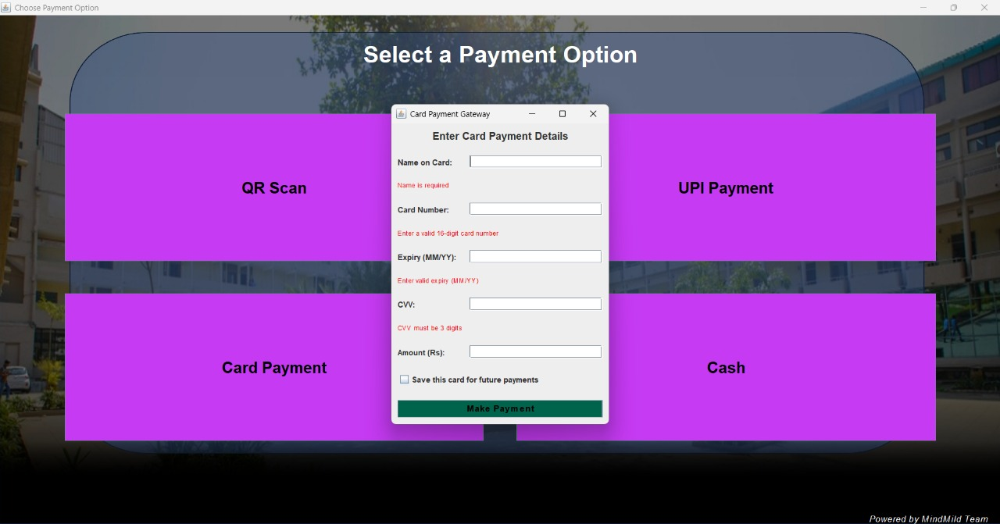 Choose Payment Option
Select a Payment Option
QR Scan
UPI Payment
Card Payment
Cash
Card Payment Gateway
Enter Card Payment Details
Name on Card:
Name is required
Card Number:
Enter a valid 16-digit card number
Expiry (MM/YY):
Enter valid expiry (MM/YY)
CVV:
CVV must be 3 digits
Amount (Rs):
Save this card for future payments
Make Payment
Powered by MindMild Team